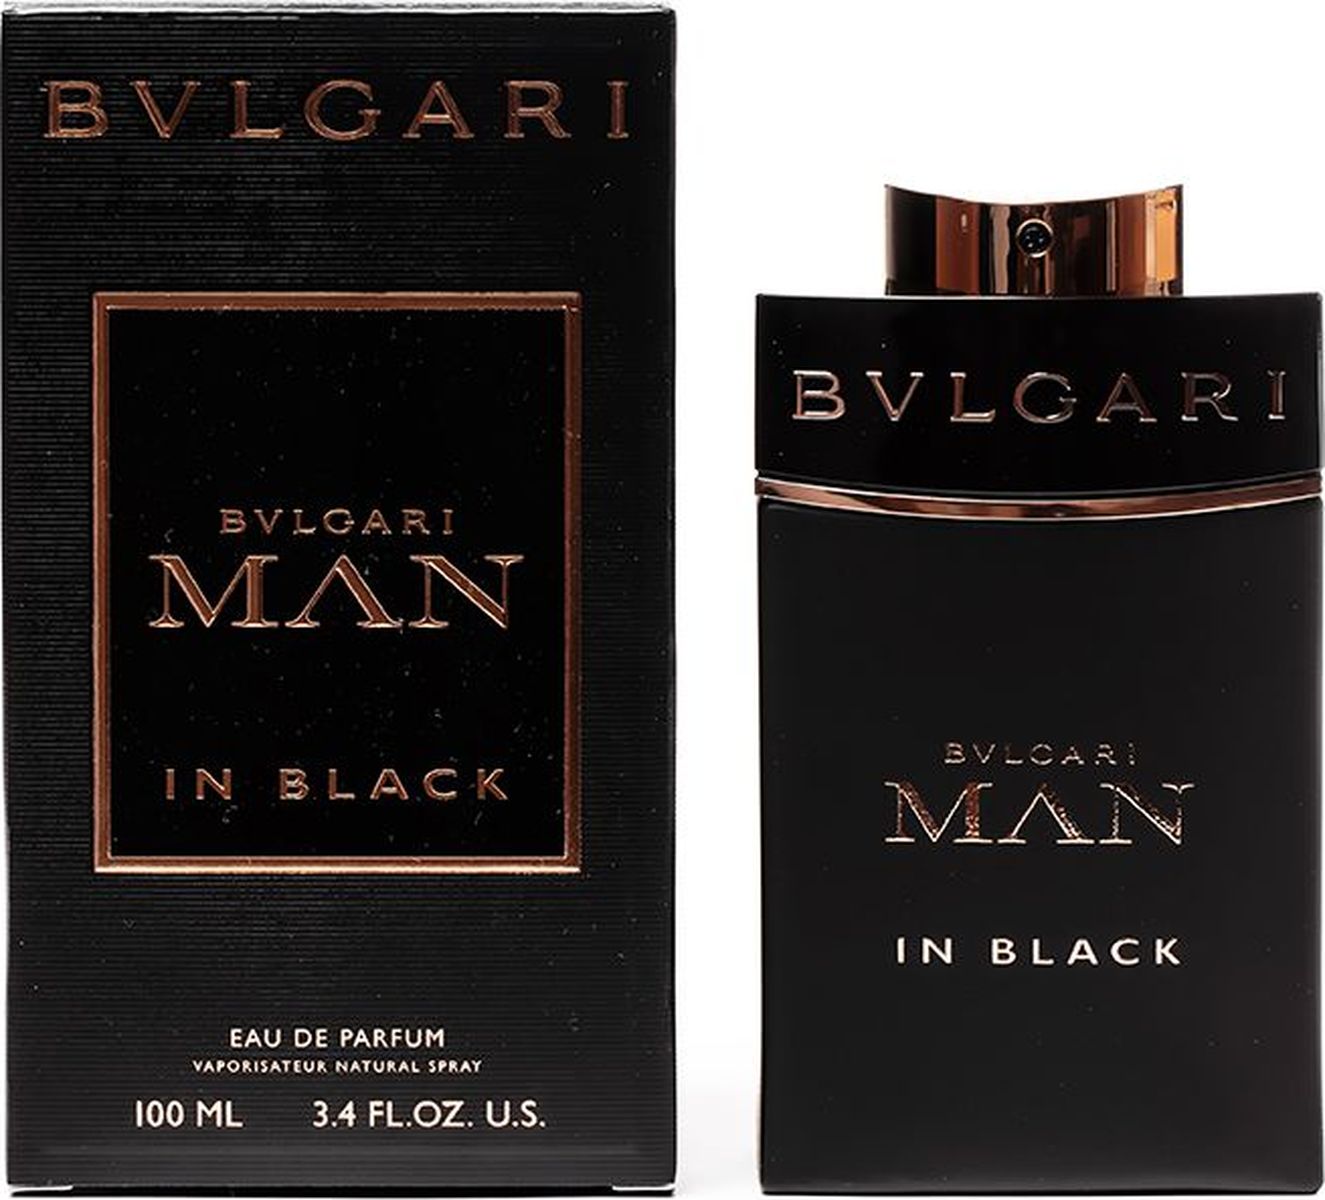 BVLGARI
BVLGARI
MAN
IN BLACK
EAU DE PARFUM
VAPORISATEUR NATURAL SPRAY
100 ML 3.4 FL.OZ. U.S.
BVLGARI
BVLGARI
MAN
IN BLACK